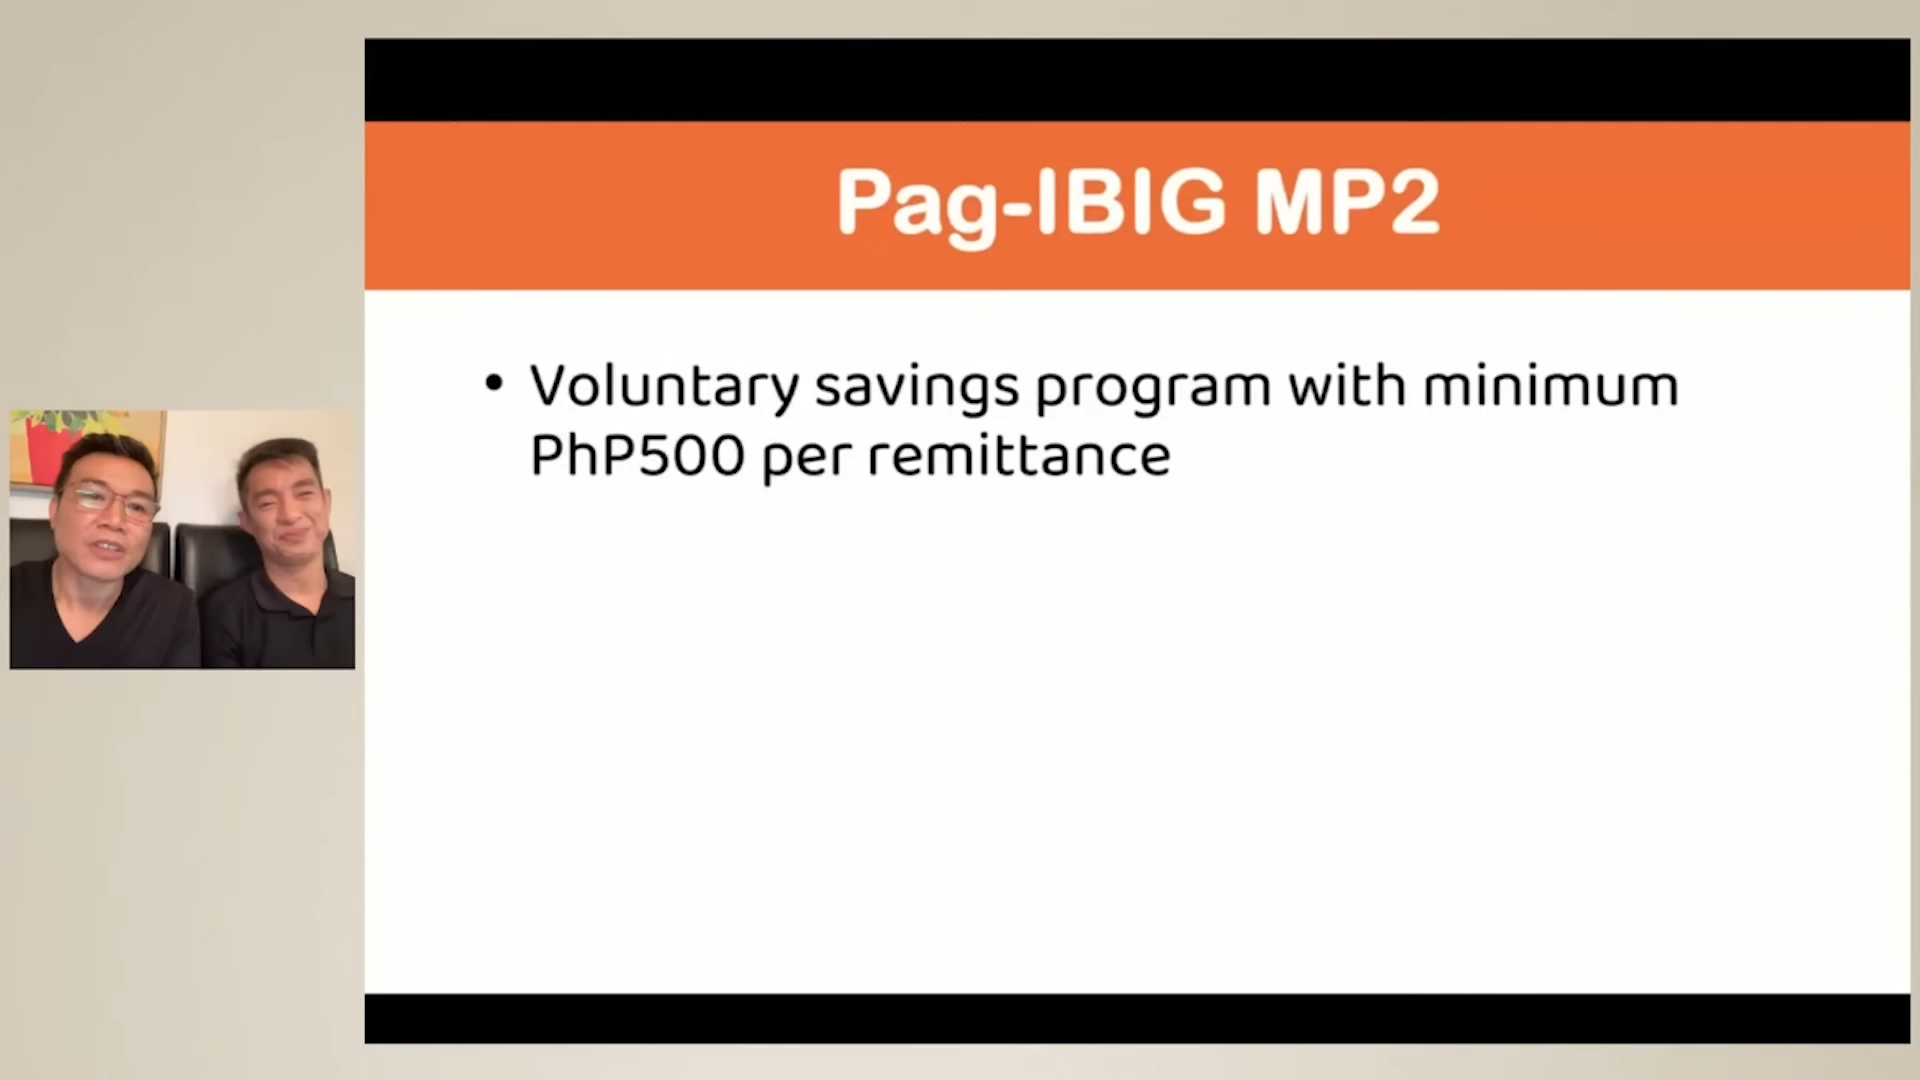 Pag-IBIG MP2
• Voluntary savings program with minimum
PhP500 per remittance